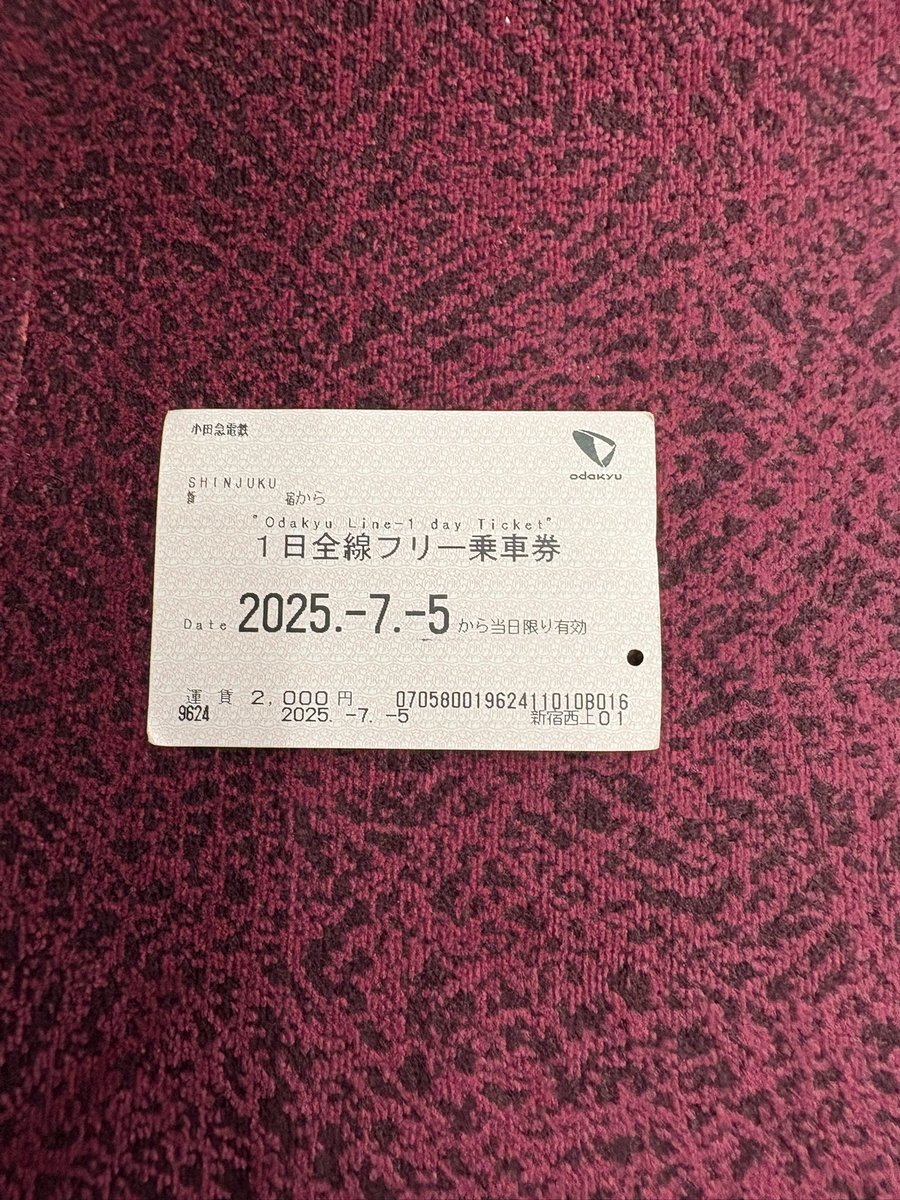 小田急電鉄
odakyu
SHINJUKU
新 宿から
"Odakyu Line-1 day Ticket"
1日全線フリー乗車券
Date 2025.-7.-5から当日限り有効
運 賃 2,000円 07058001962411010B016
9624 2025. -7. -5 新宿西上01